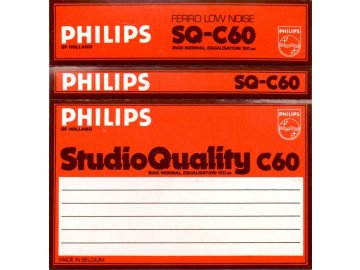 PHILIPS
OF HOLLAND
FERRO LOW NOISE
SQ-C60
BIAS-NORMAL, EQUALISATION 120 µs
PHILIPS
PHILIPS SQ-C60
PHILIPS
OF HOLLAND
PHILIPS
StudioQuality C60
BIAS-NORMAL, EQUALISATION 120 µs
MADE IN BELGIUM